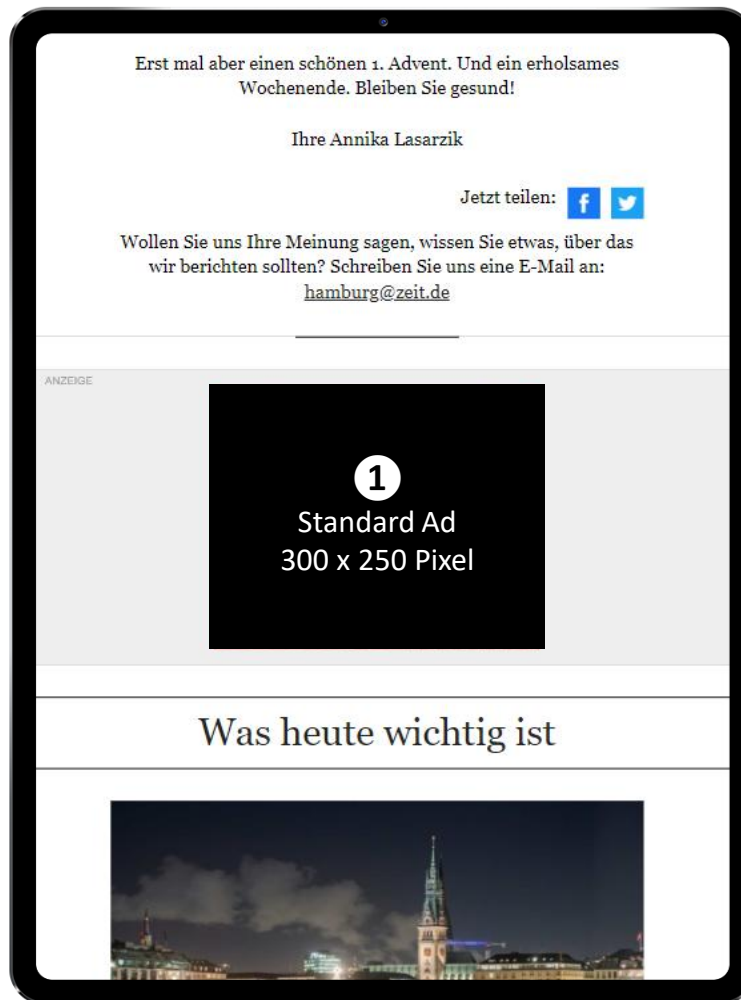 Erst mal aber einen schönen 1. Advent. Und ein erholsames
Wochenende. Bleiben Sie gesund!
Ihre Annika Lasarzik
Jetzt teilen:
Wollen Sie uns Ihre Meinung sagen, wissen Sie etwas, über das
wir berichten sollten? Schreiben Sie uns eine E-Mail an:
hamburg@zeit.de
ANZEIGE
1
Standard Ad
300 x 250 Pixel
Was heute wichtig ist